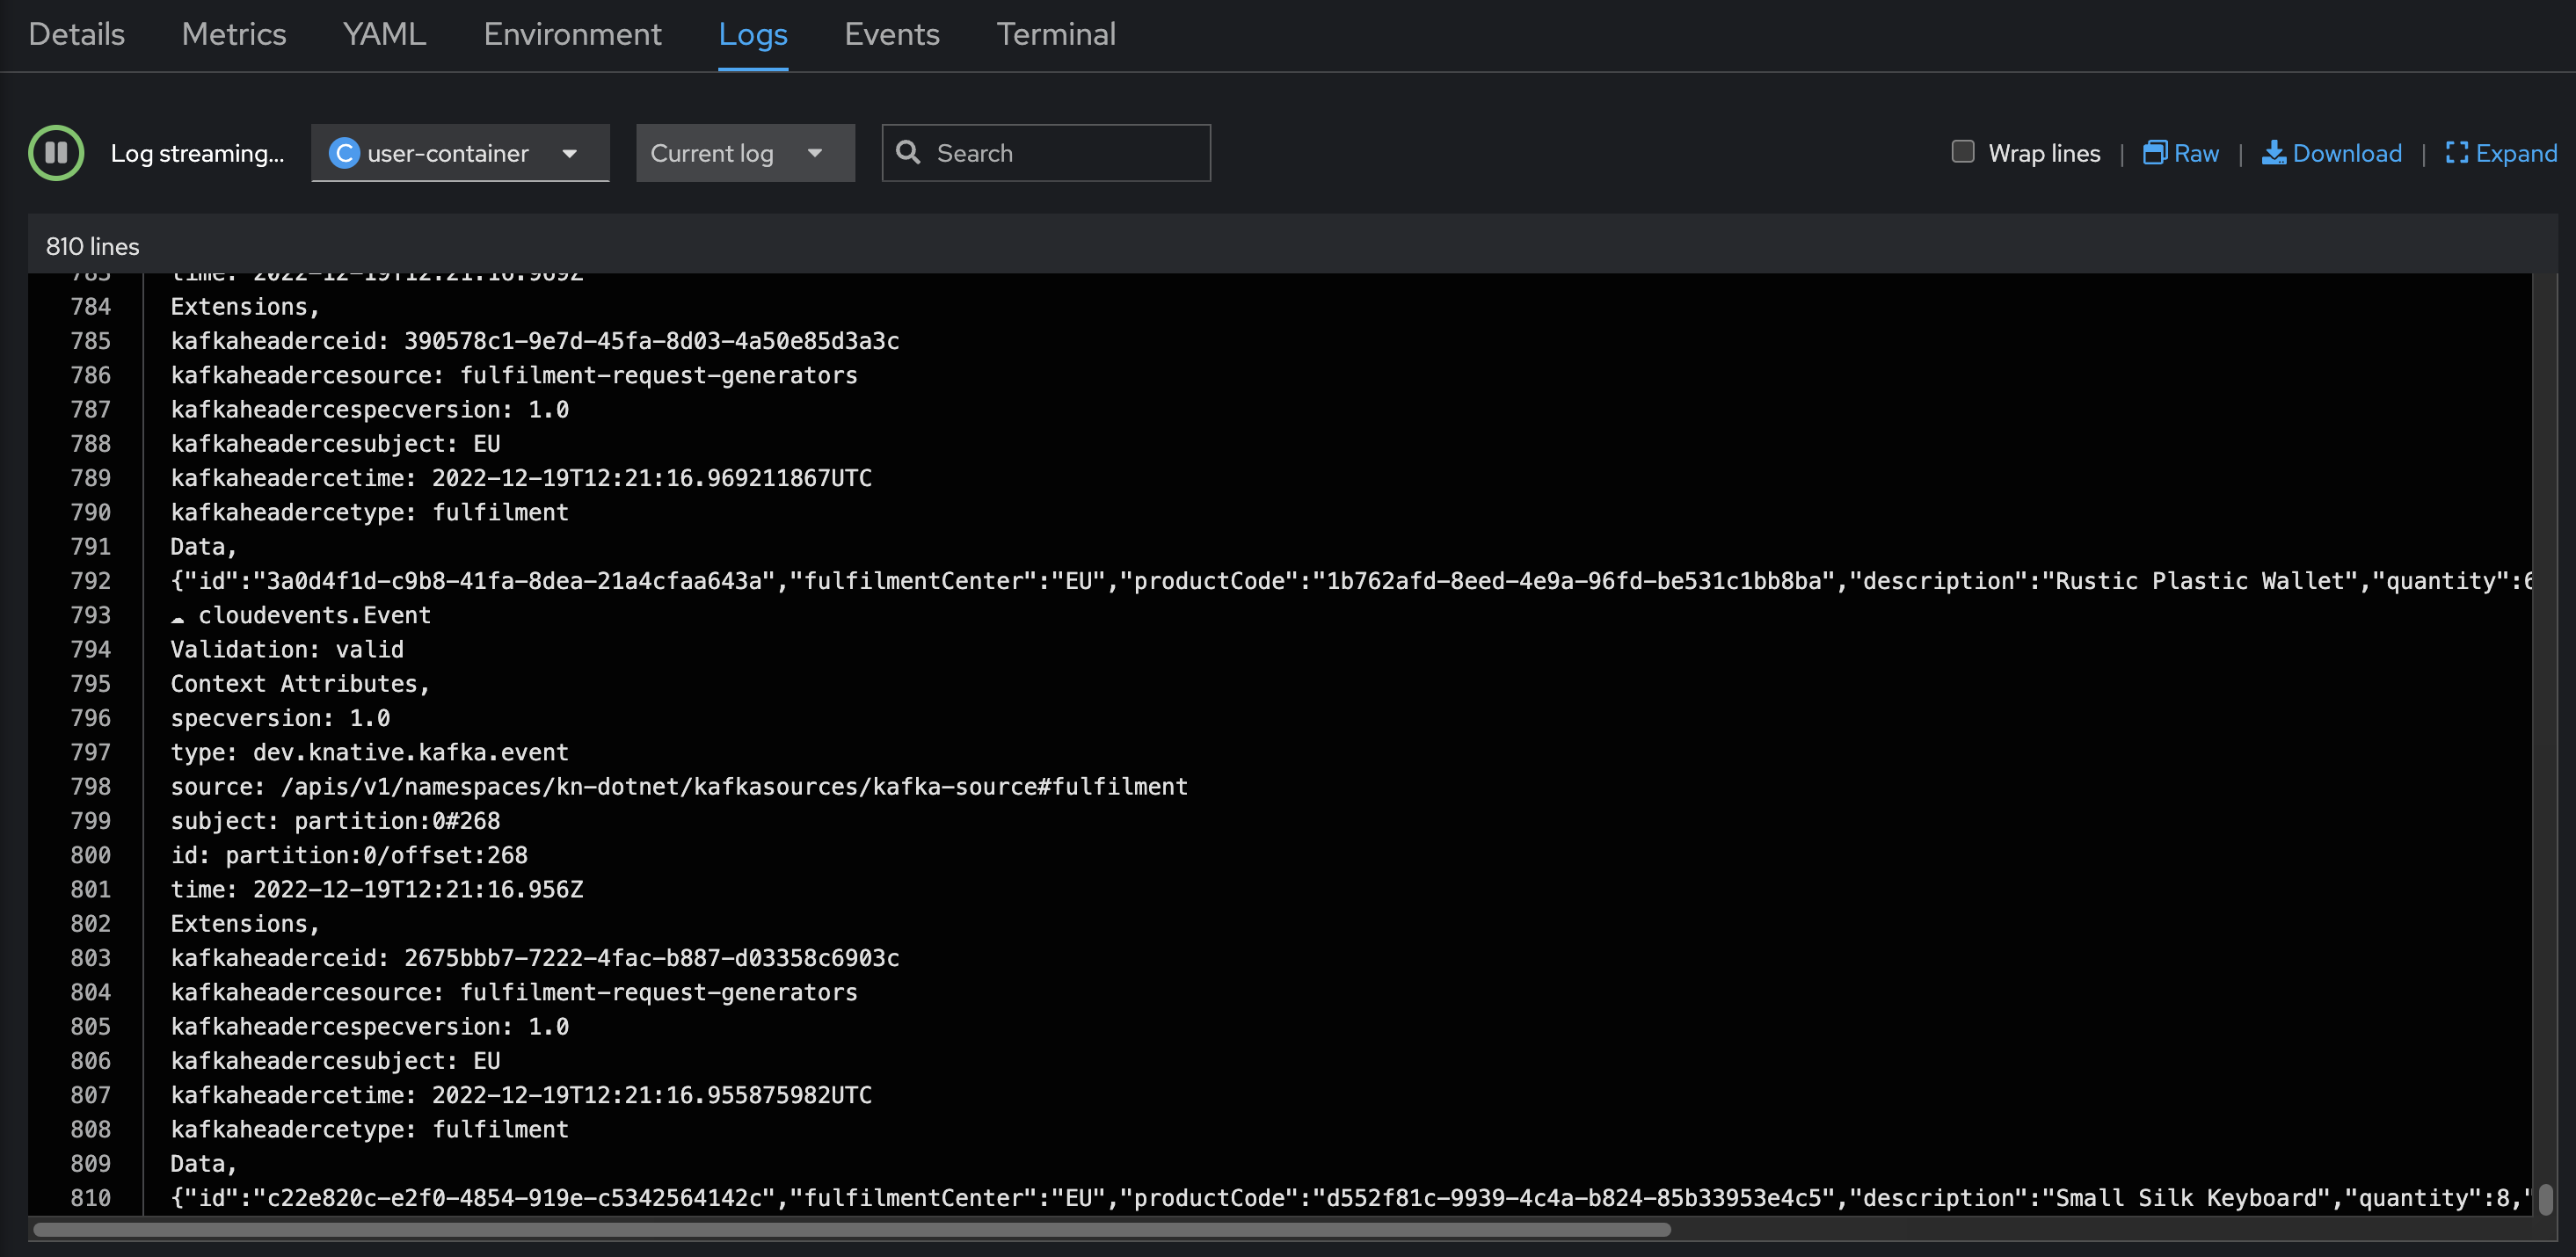 Details Metrics YAML Environment Logs Events Terminal
Log streaming... C user-container Current log Search Wrap lines | Raw | Download | Expand
810 lines
783 time: 2022-12-19T12:21:16.969Z
784 Extensions,
785 kafkaheaderceid: 390578c1-9e7d-45fa-8d03-4a50e85d3a3c
786 kafkaheadercesource: fulfilment-request-generators
787 kafkaheadercespecversion: 1.0
788 kafkaheadercesubject: EU
789 kafkaheadercetime: 2022-12-19T12:21:16.969211867UTC
790 kafkaheadercetype: fulfilment
791 Data,
792 {"id":"3a0d4f1d-c9b8-41fa-8dea-21a4cfaa643a","fulfilmentCenter":"EU","productCode":"1b762afd-8eed-4e9a-96fd-be531c1bb8ba","description":"Rustic Plastic Wallet","quantity":6
793 ☁ cloudevents.Event
794 Validation: valid
795 Context Attributes,
796 specversion: 1.0
797 type: dev.knative.kafka.event
798 source: /apis/v1/namespaces/kn-dotnet/kafkasources/kafka-source#fulfilment
799 subject: partition:0#268
800 id: partition:0/offset:268
801 time: 2022-12-19T12:21:16.956Z
802 Extensions,
803 kafkaheaderceid: 2675bbb7-7222-4fac-b887-d03358c6903c
804 kafkaheadercesource: fulfilment-request-generators
805 kafkaheadercespecversion: 1.0
806 kafkaheadercesubject: EU
807 kafkaheadercetime: 2022-12-19T12:21:16.955875982UTC
808 kafkaheadercetype: fulfilment
809 Data,
810 {"id":"c22e820c-e2f0-4854-919e-c5342564142c","fulfilmentCenter":"EU","productCode":"d552f81c-9939-4c4a-b824-85b33953e4c5","description":"Small Silk Keyboard","quantity":8,"